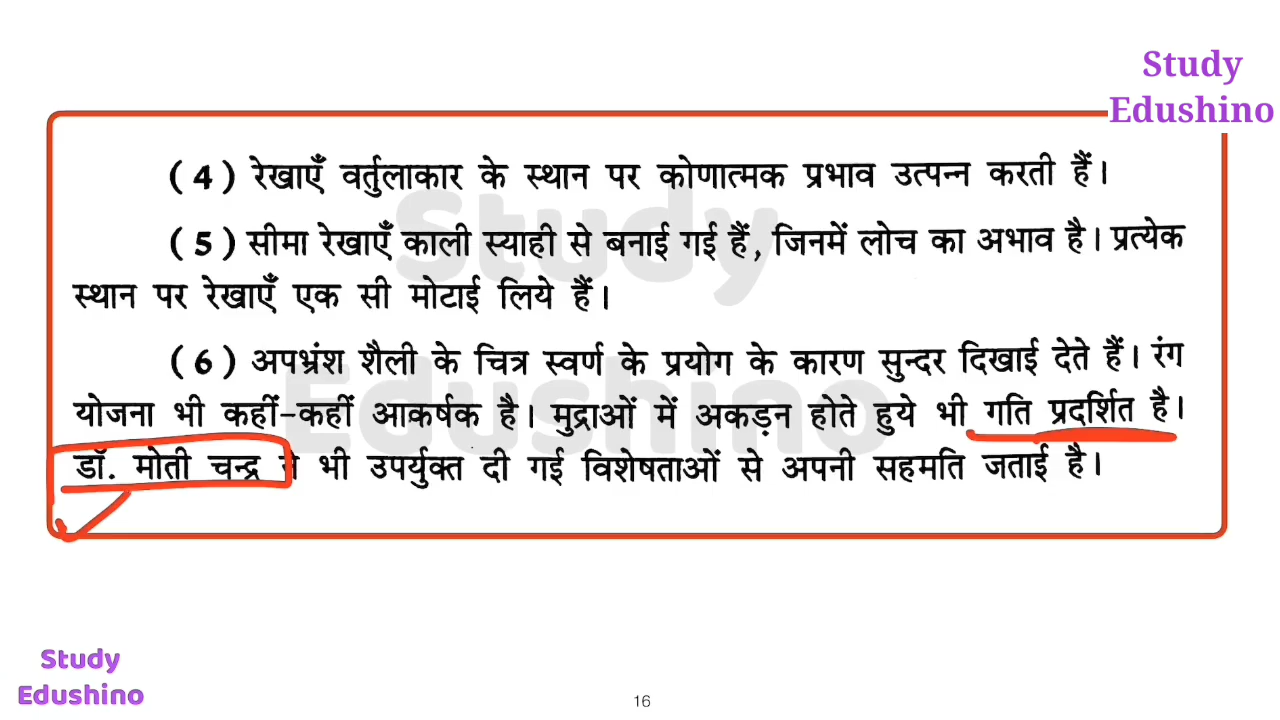 Study
Edushino
(4) रेखाएँ वर्तुलाकार के स्थान पर कोणात्मक प्रभाव उत्पन्न करती हैं।
(5) सीमा रेखाएँ काली स्याही से बनाई गई हैं, जिनमें लोच का अभाव है। प्रत्येक
स्थान पर रेखाएँ एक सी मोटाई लिये हैं।
(6) अपभ्रंश शैली के चित्र स्वर्ण के प्रयोग के कारण सुन्दर दिखाई देते हैं। रंग
योजना भी कहीं-कहीं आकर्षक है। मुद्राओं में अकड़न होते हुये भी गति प्रदर्शित है।
डॉ. मोती चन्द्र ने भी उपर्युक्त दी गई विशेषताओं से अपनी सहमति जताई है।
Study
Edushino
Study
Edushino
16